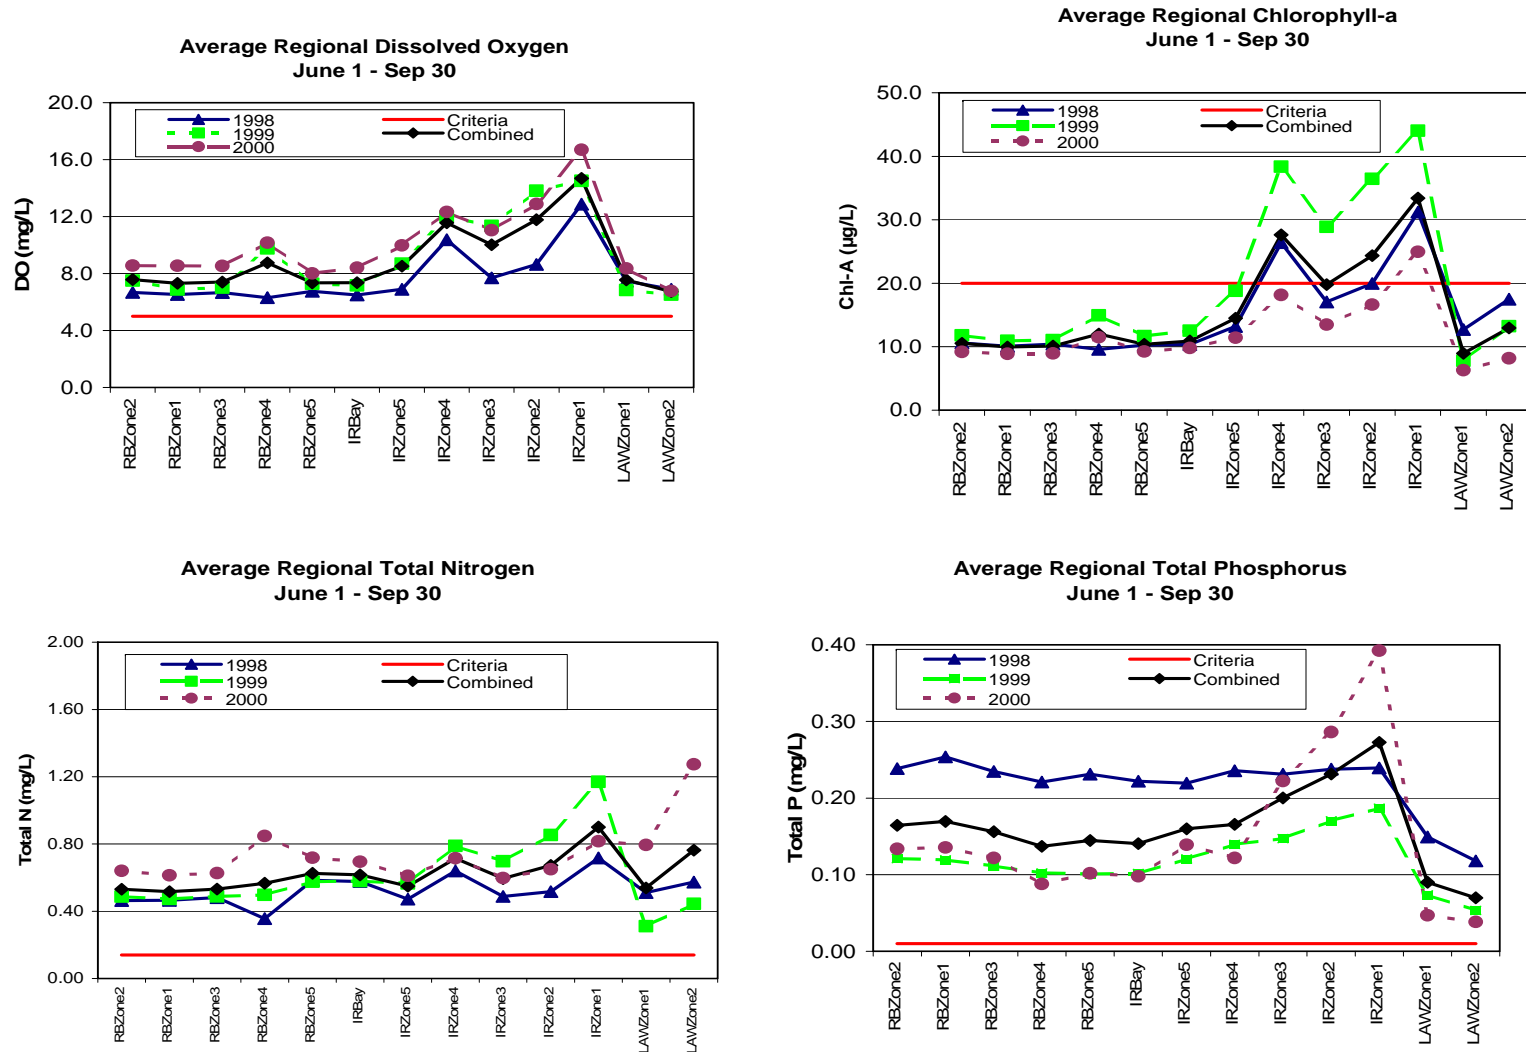 Average Regional Dissolved Oxygen
June 1 - Sep 30
DO (mg/L)
20.0
16.0
12.0
8.0
4.0
0.0
1998
1999
2000
Criteria
Combined
RBZone2
RBZone1
RBZone3
RBZone4
RBZone5
IRBay
IRZone5
IRZone4
IRZone3
IRZone2
IRZone1
LAWZone1
LAWZone2
Average Regional Chlorophyll-a
June 1 - Sep 30
Chl-A (µg/L)
50.0
40.0
30.0
20.0
10.0
0.0
1998
1999
2000
Criteria
Combined
RBZone2
RBZone1
RBZone3
RBZone4
RBZone5
IRBay
IRZone5
IRZone4
IRZone3
IRZone2
IRZone1
LAWZone1
LAWZone2
Average Regional Total Nitrogen
June 1 - Sep 30
Total N (mg/L)
2.00
1.60
1.20
0.80
0.40
0.00
1998
1999
2000
Criteria
Combined
RBZone2
RBZone1
RBZone3
RBZone4
RBZone5
IRBay
IRZone5
IRZone4
IRZone3
IRZone2
IRZone1
LAWZone1
LAWZone2
Average Regional Total Phosphorus
June 1 - Sep 30
Total P (mg/L)
0.40
0.30
0.20
0.10
0.00
1998
1999
2000
Criteria
Combined
RBZone2
RBZone1
RBZone3
RBZone4
RBZone5
IRBay
IRZone5
IRZone4
IRZone3
IRZone2
IRZone1
LAWZone1
LAWZone2